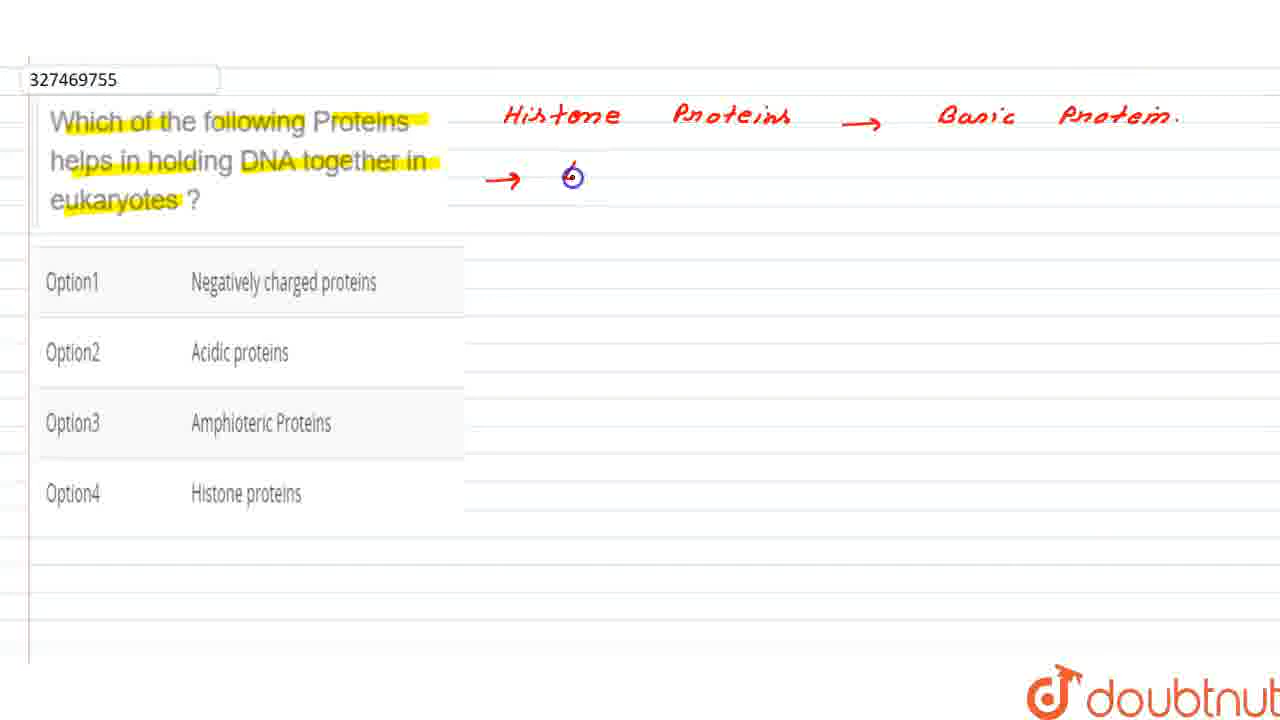 327469755
Which of the following Proteins
helps in holding DNA together in
eukaryotes ?
Histone Proteins → Basic Protein.
→
Option1 Negatively charged proteins
Option2 Acidic proteins
Option3 Amphioteric Proteins
Option4 Histone proteins
doubtnut